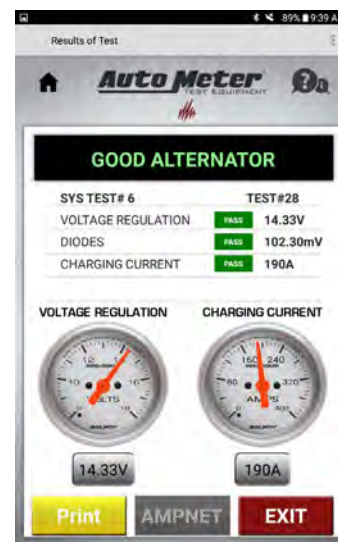 89% 9:39 A
Results of Test
Auto Meter
TEST EQUIPMENT
GOOD ALTERNATOR
SYS TEST# 6 TEST#28
VOLTAGE REGULATION PASS 14.33V
DIODES PASS 102.30mV
CHARGING CURRENT PASS 190A
VOLTAGE REGULATION CHARGING CURRENT
12 14 160 240
10 16 80 320
VOLTS AMPS
8 18 0 400
14.33V 190A
Print AMPNET EXIT